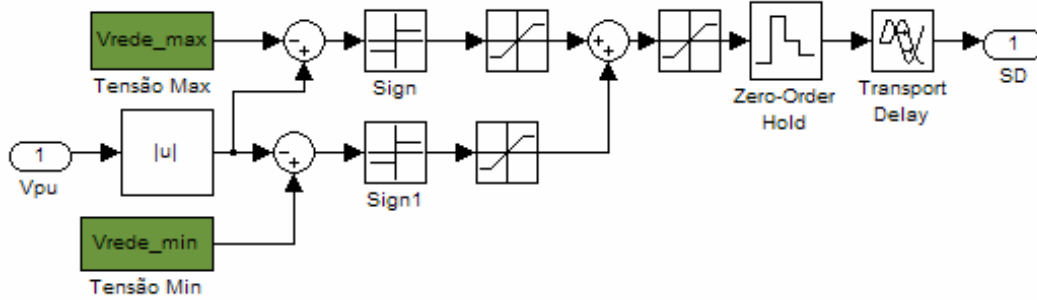 Vrede_max
Tensão Max
Sign
Zero-Order
Hold
Transport
Delay
1
SD
1
Vpu
|u|
Sign1
Vrede_min
Tensão Min